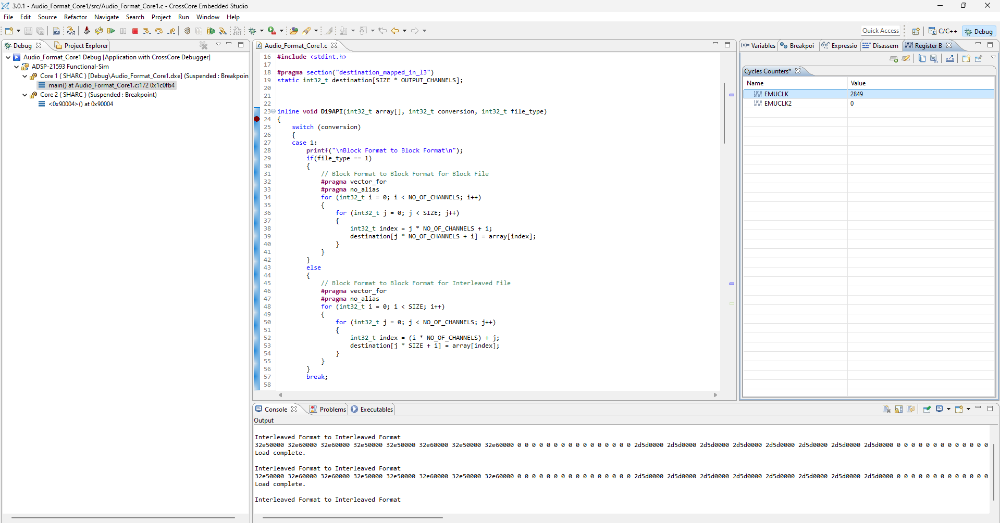 3.0.1 - Audio_Format_Core1/src/Audio_Format_Core1.c - CrossCore Embedded Studio
File Edit Source Refactor Navigate Search Project Run Window Help
Quick Access C/C++ Debug
Debug Project Explorer
Audio_Format_Core1 Debug [Application with CrossCore Debugger]
ADSP-21593 Functional-Sim
Core 1 ( SHARC ) [Debug\Audio_Format_Core1.dxe] (Suspended : Breakpoin
main() at Audio_Format_Core1.c:172 0x1c0fb4
Core 2 ( SHARC ) (Suspended : Breakpoint)
<0x90004>() at 0x90004
Audio_Format_Core1.c
16 #include <stdint.h>
17
18 #pragma section("destination_mapped_in_l3")
19 static int32_t destination[SIZE * OUTPUT_CHANNELS];
20
21
22
23 inline void D19API(int32_t array[], int32_t conversion, int32_t file_type)
24 {
25 switch (conversion)
26 {
27 case 1:
28 printf("\nBlock Format to Block Format\n");
29 if(file_type == 1)
30 {
31 // Block Format to Block Format for Block File
32 #pragma vector_for
33 #pragma no_alias
34 for (int32_t i = 0; i < NO_OF_CHANNELS; i++)
35 {
36 for (int32_t j = 0; j < SIZE; j++)
37 {
38 int32_t index = j * NO_OF_CHANNELS + i;
39 destination[j * NO_OF_CHANNELS + i] = array[index];
40 }
41 }
42 }
43 else
44 {
45 // Block Format to Block Format for Interleaved File
46 #pragma vector_for
47 #pragma no_alias
48 for (int32_t i = 0; i < SIZE; i++)
49 {
50 for (int32_t j = 0; j < NO_OF_CHANNELS; j++)
51 {
52 int32_t index = (i * NO_OF_CHANNELS) + j;
53 destination[j * SIZE + i] = array[index];
54 }
55 }
56 }
57 break;
58
(x)= Variables Breakpoi Expressio Disassem Register B
Cycles Counters*
Name Value
EMUCLK 2849
EMUCLK2 0
Console Problems Executables
Output
Interleaved Format to Interleaved Format
32e50000 32e60000 32e60000 32e50000 32e50000 32e60000 32e50000 32e60000 0 0 0 0 0 0 0 0 0 0 0 0 0 0 0 0 2d5d0000 2d5d0000 2d5d0000 2d5d0000 2d5d0000 2d5d0000 2d5d0000 2d5d0000 0 0 0 0 0 0 0 0 0 0 0 0 0
Load complete.
Interleaved Format to Interleaved Format
32e50000 32e60000 32e60000 32e50000 32e50000 32e60000 32e50000 32e60000 0 0 0 0 0 0 0 0 0 0 0 0 0 0 0 0 2d5d0000 2d5d0000 2d5d0000 2d5d0000 2d5d0000 2d5d0000 2d5d0000 2d5d0000 0 0 0 0 0 0 0 0 0 0 0 0 0
Load complete.
Interleaved Format to Interleaved Format